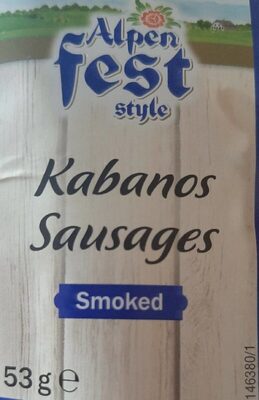 Alpen
fest
style
Kabanos
Sausages
Smoked
53 g e
146380/1